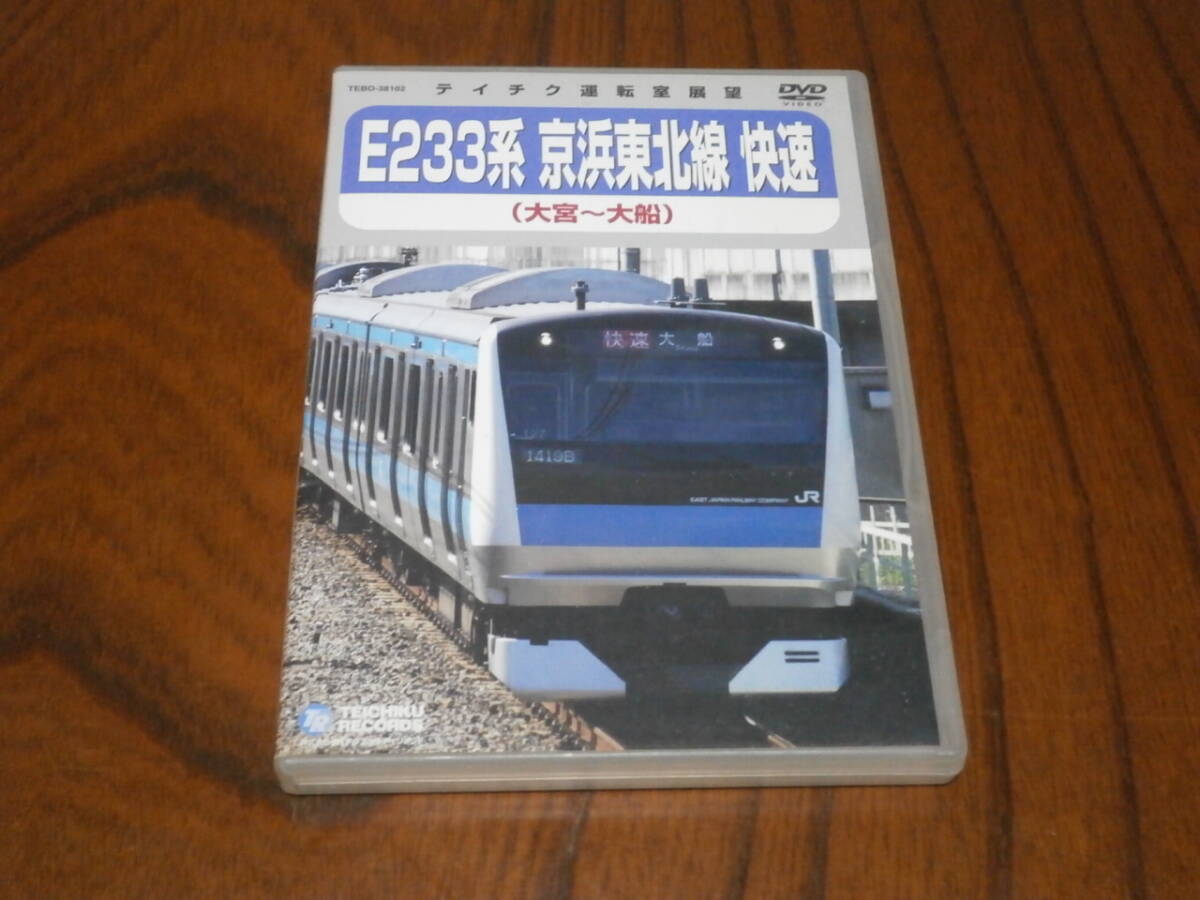 TEBO-38102 テイチク運転室展望 DVD
VIDEO
E233系 京浜東北線 快速
（大宮～大船）
快速 大船
1419B
EAST JAPAN RAILWAY COMPANY JR
TR TEICHIKU
RECORDS